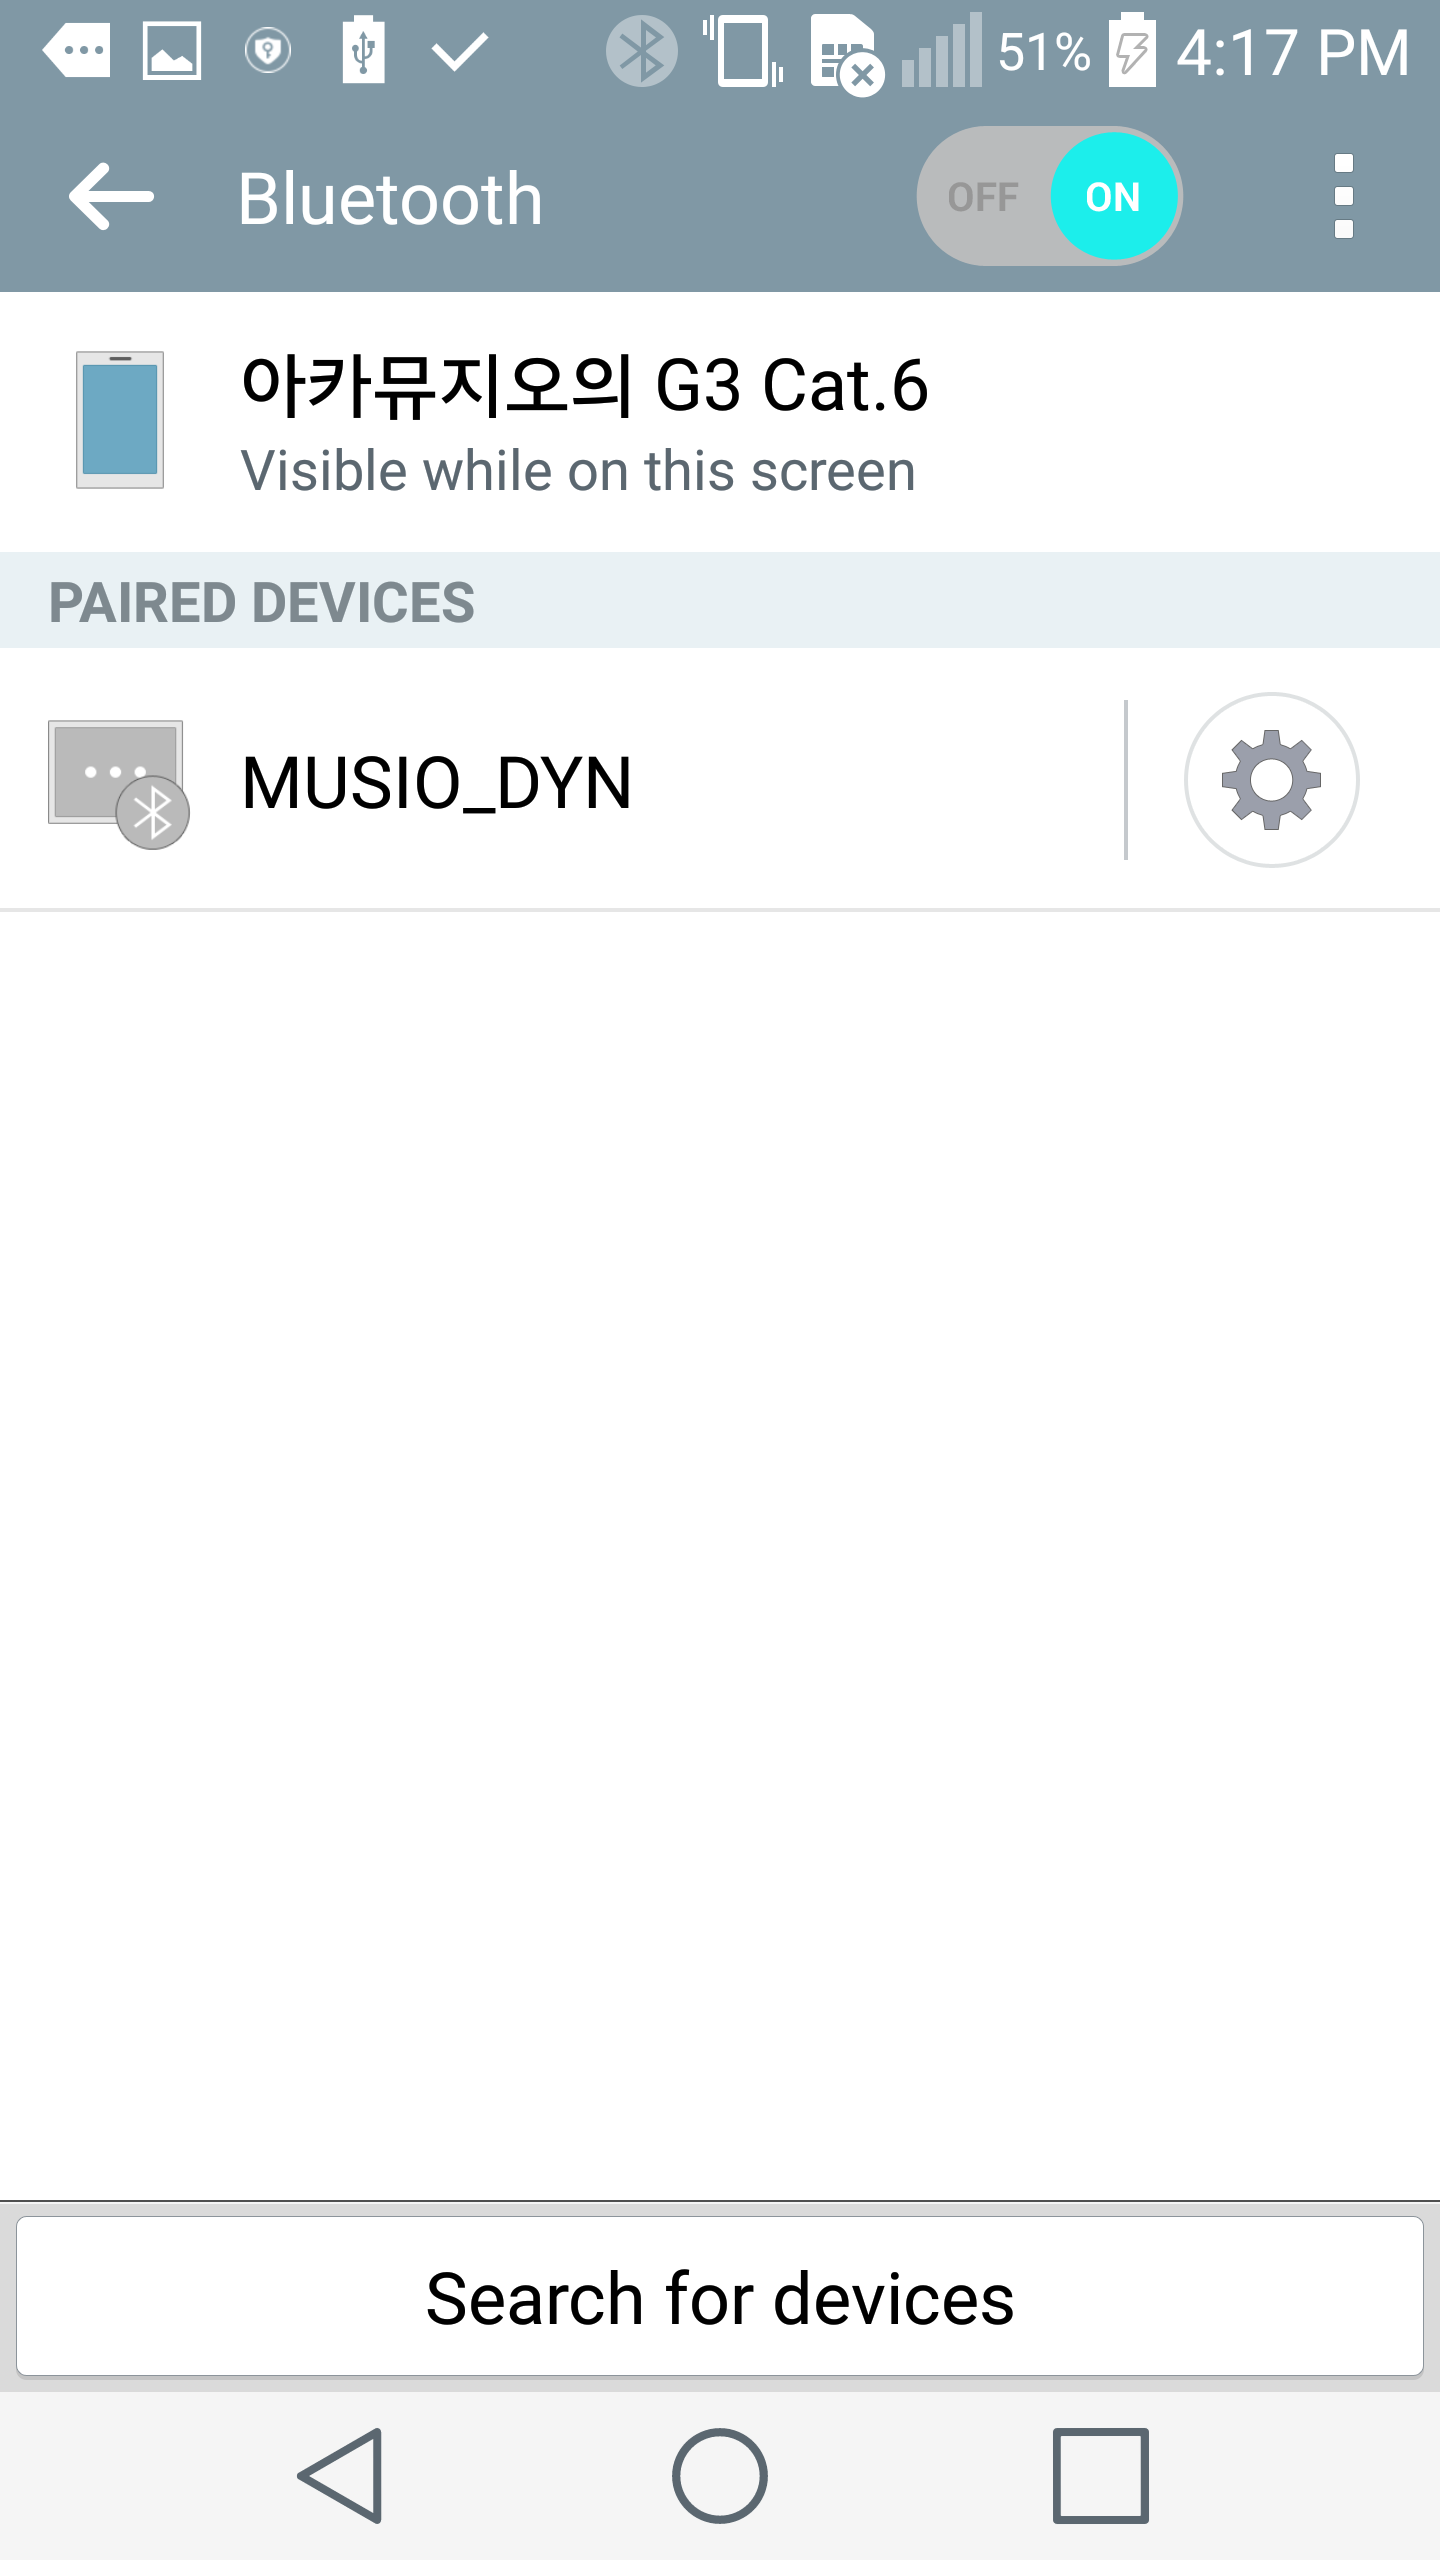 51% 4:17 PM
Bluetooth
OFF ON
아카뮤지오의 G3 Cat.6
Visible while on this screen
PAIRED DEVICES
MUSIO_DYN
Search for devices